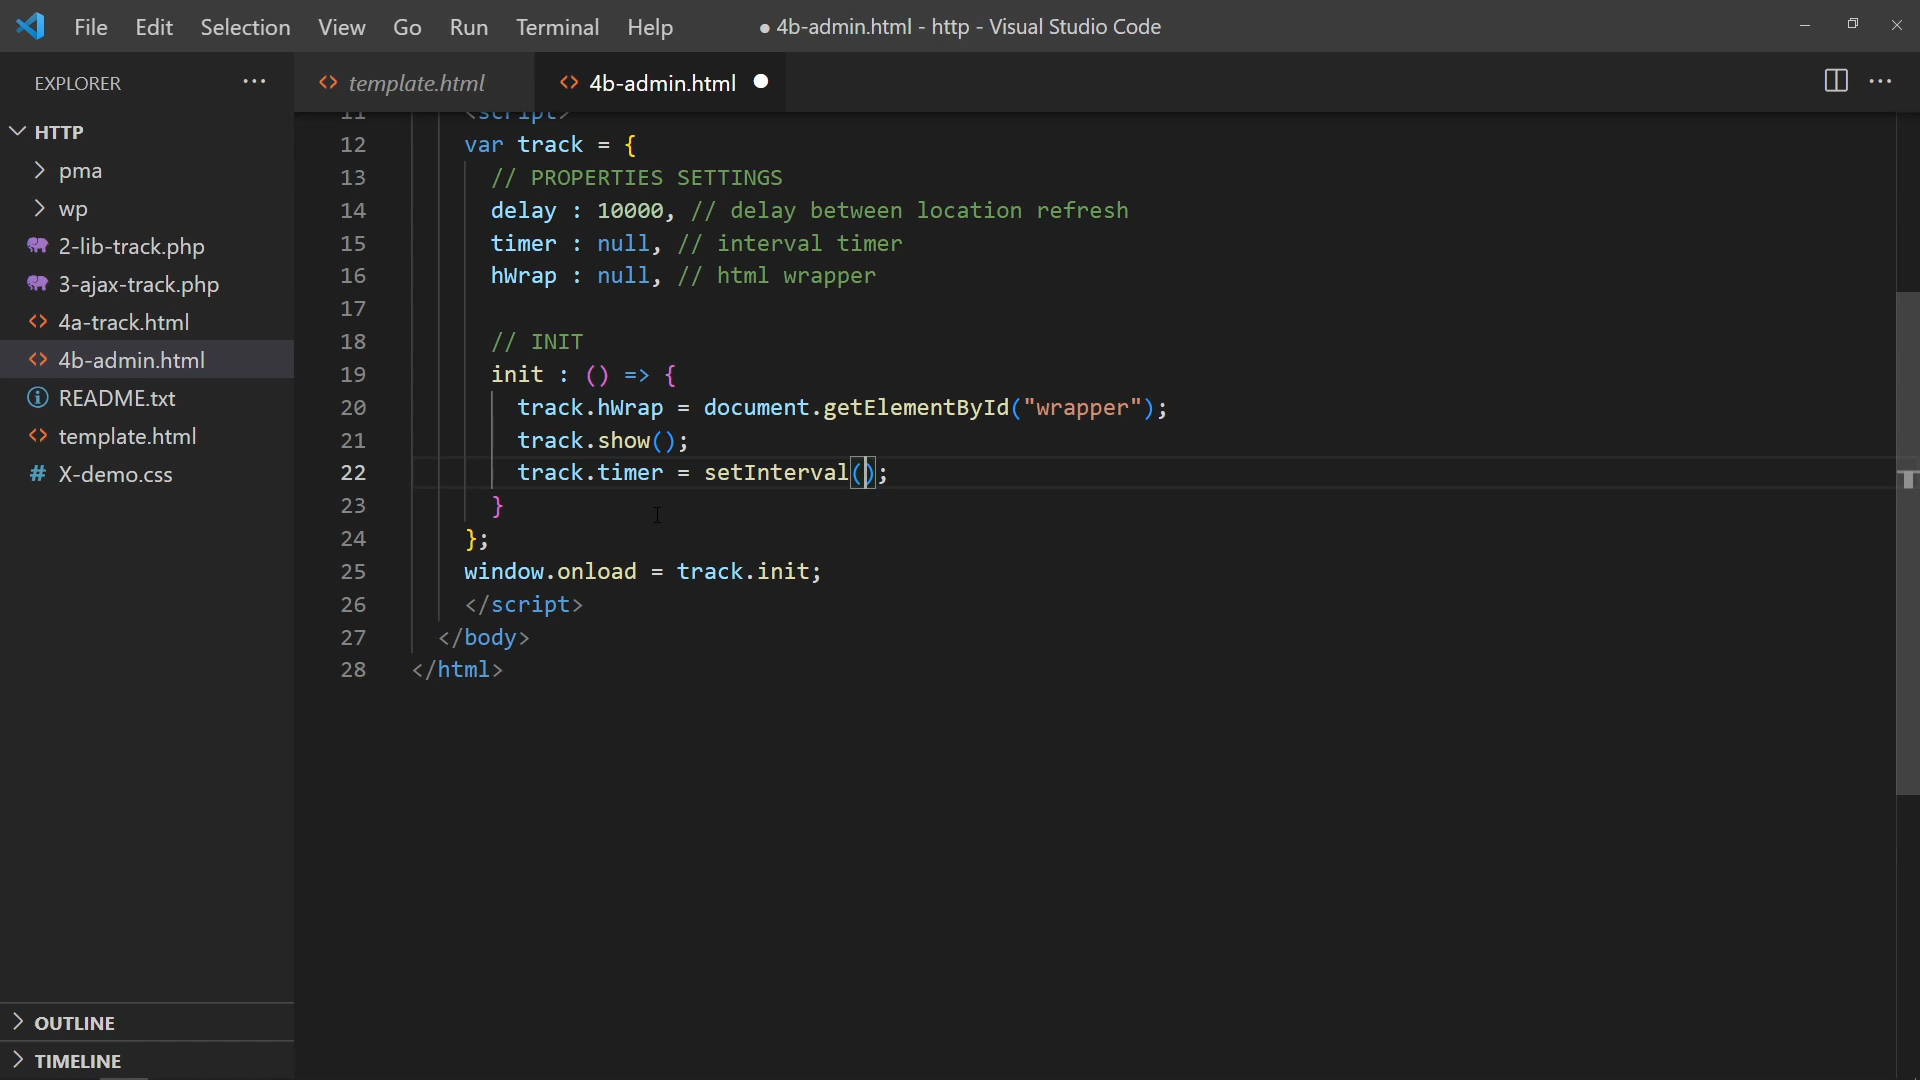 File Edit Selection View Go Run Terminal Help ● 4b-admin.html - http - Visual Studio Code
EXPLORER ···
template.html
4b-admin.html
HTTP
pma
wp
2-lib-track.php
3-ajax-track.php
4a-track.html
4b-admin.html
README.txt
template.html
X-demo.css
OUTLINE
TIMELINE
11 <script>
12 var track = {
13 // PROPERTIES SETTINGS
14 delay : 10000, // delay between location refresh
15 timer : null, // interval timer
16 hWrap : null, // html wrapper
17
18 // INIT
19 init : () => {
20 track.hWrap = document.getElementById("wrapper");
21 track.show();
22 track.timer = setInterval();
23 }
24 };
25 window.onload = track.init;
26 </script>
27 </body>
28 </html>